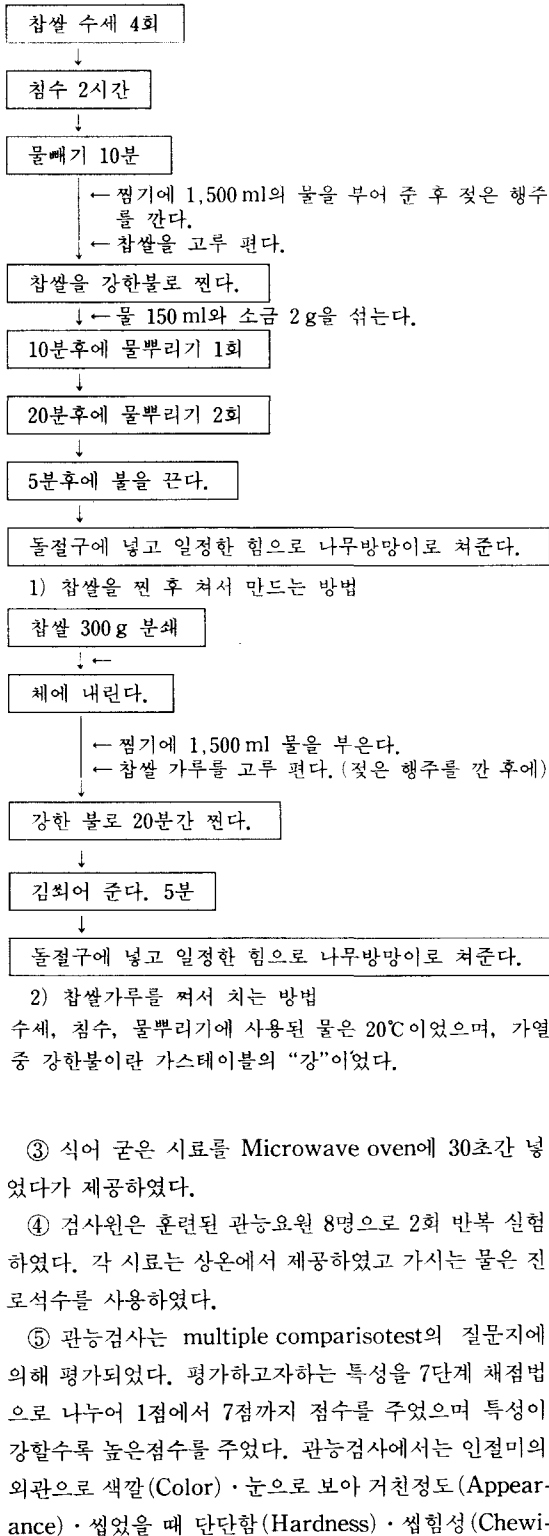 찹쌀 수세 4회
↓
침수 2시간
↓
물빼기 10분
← 찜기에 1,500 ml의 물을 부어 준 후 젖은 행주
를 깐다.
← 찹쌀을 고루 편다.
↓
찹쌀을 강한불로 찐다.
↓ ← 물 150 ml와 소금 2 g을 섞는다.
10분후에 물뿌리기 1회
↓
20분후에 물뿌리기 2회
↓
5분후에 불을 끈다.
↓
돌절구에 넣고 일정한 힘으로 나무방망이로 쳐준다.
1) 찹쌀을 찐 후 쳐서 만드는 방법
찹쌀 300 g 분쇄
↓ ←
체에 내린다.
← 찜기에 1,500 ml 물을 부은다.
← 찹쌀 가루를 고루 편다. (젖은 행주를 깐 후에)
↓
강한 불로 20분간 찐다.
↓
김쐬어 준다. 5분
↓
돌절구에 넣고 일정한 힘으로 나무방망이로 쳐준다.
2) 찹쌀가루를 쪄서 치는 방법
수세, 침수, 물뿌리기에 사용된 물은 20℃이었으며, 가열
중 강한불이란 가스테이블의 “강”이었다.
③ 식어 굳은 시료를 Microwave oven에 30초간 넣
었다가 제공하였다.
④ 검사원은 훈련된 관능요원 8명으로 2회 반복 실험
하였다. 각 시료는 상온에서 제공하였고 가시는 물은 진
로석수를 사용하였다.
⑤ 관능검사는 multiple comparisotest의 질문지에
의해 평가되었다. 평가하고자하는 특성을 7단계 채점법
으로 나누어 1점에서 7점까지 점수를 주었으며 특성이
강할수록 높은점수를 주었다. 관능검사에서는 인절미의
외관으로 색깔(Color)·눈으로 보아 거친정도(Appear-
ance)·씹었을 때 단단함(Hardness)·씹힘성(Chewi-